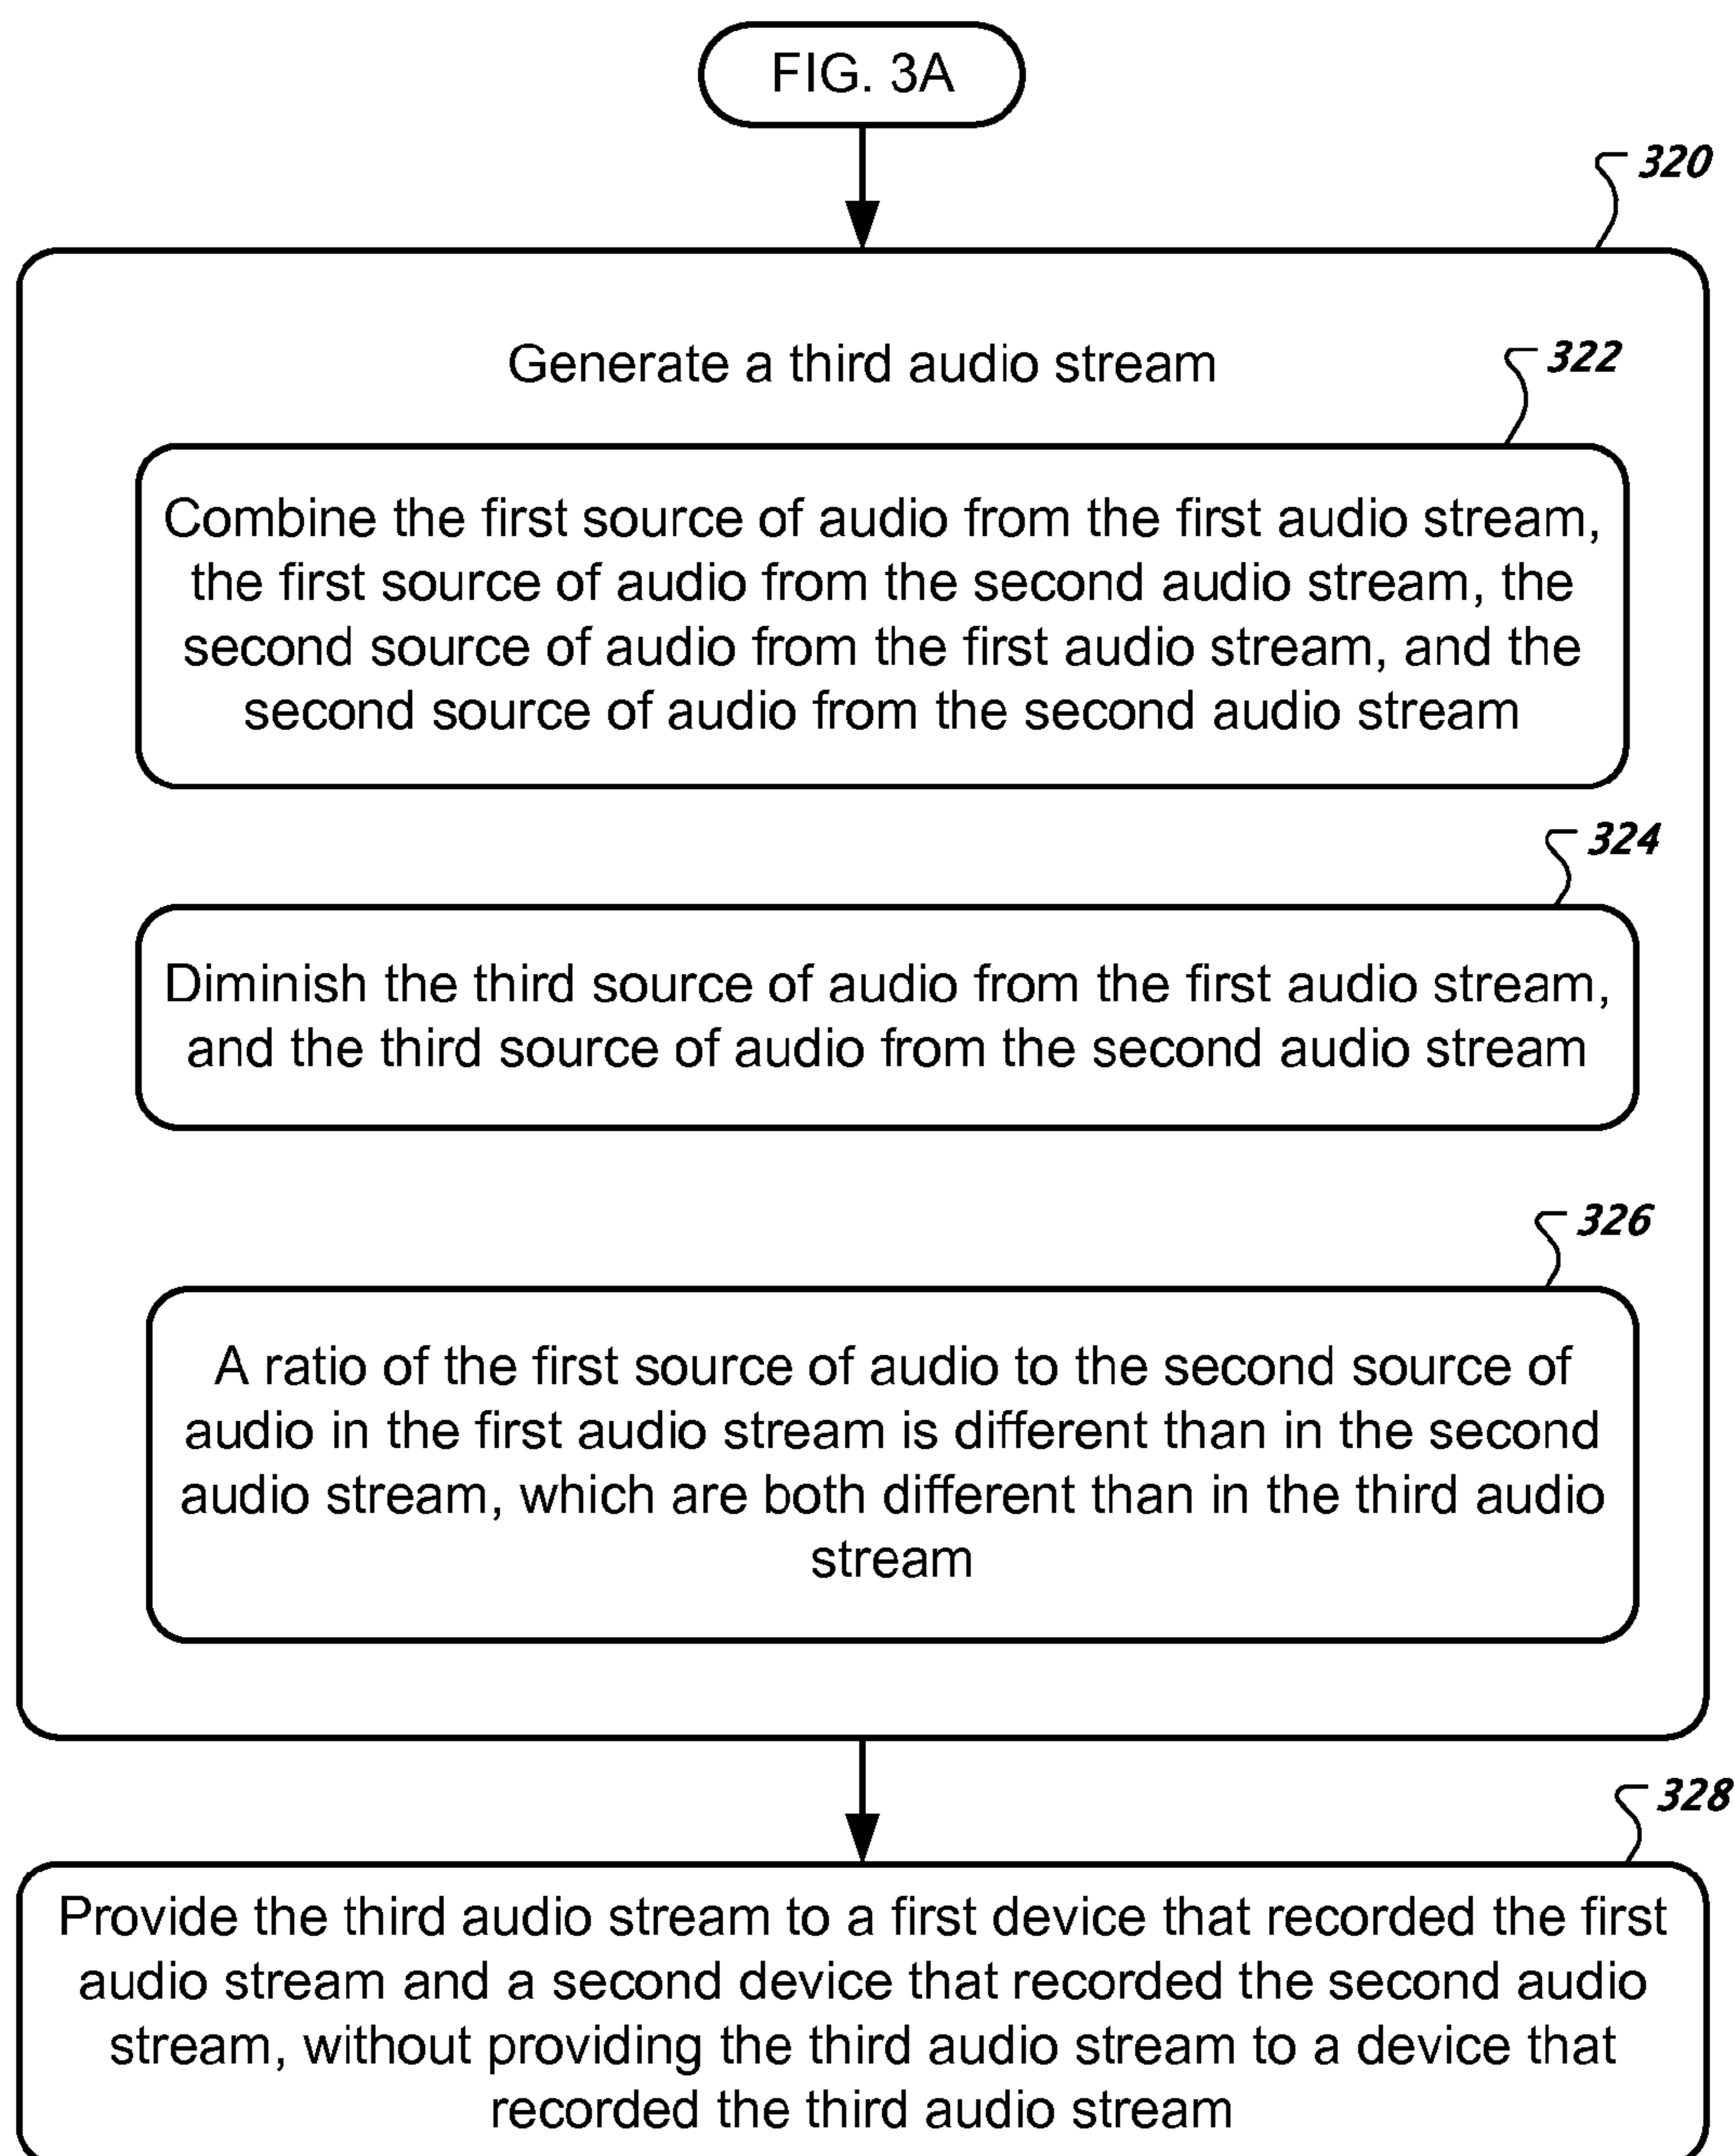 FIG. 3A
320
Generate a third audio stream
322
Combine the first source of audio from the first audio stream,
the first source of audio from the second audio stream, the
second source of audio from the first audio stream, and the
second source of audio from the second audio stream
324
Diminish the third source of audio from the first audio stream,
and the third source of audio from the second audio stream
326
A ratio of the first source of audio to the second source of
audio in the first audio stream is different than in the second
audio stream, which are both different than in the third audio
stream
328
Provide the third audio stream to a first device that recorded the first
audio stream and a second device that recorded the second audio
stream, without providing the third audio stream to a device that
recorded the third audio stream